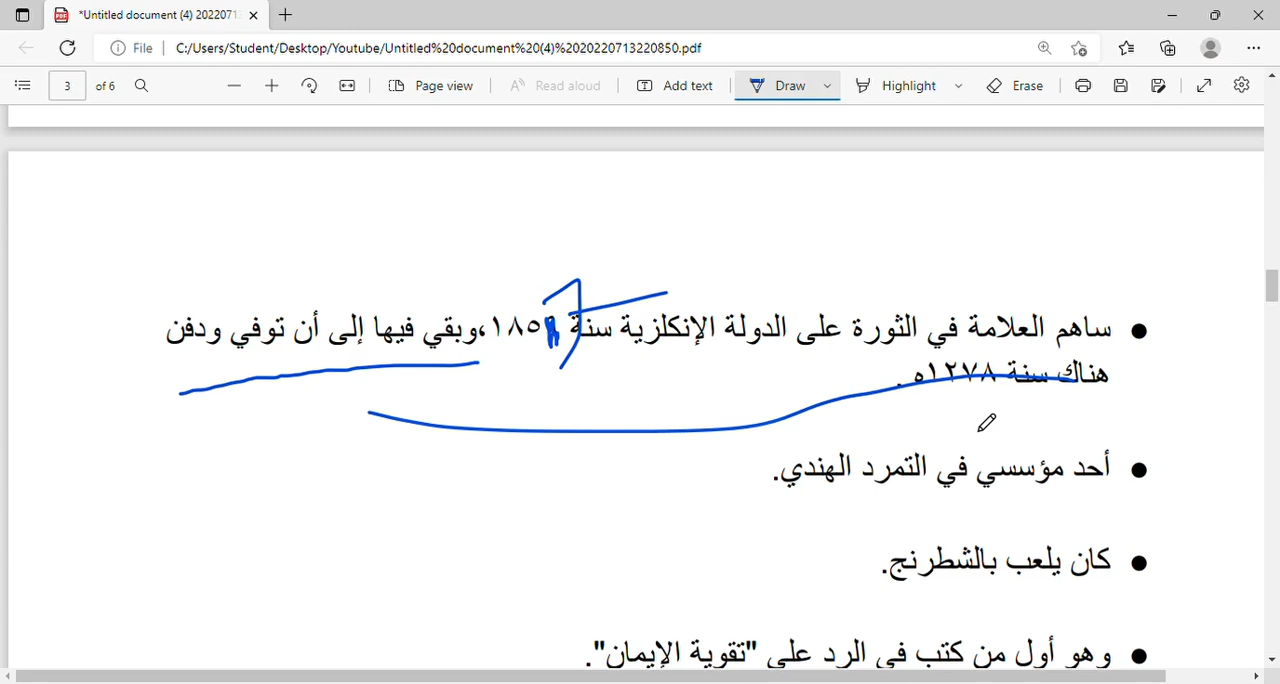 *Untitled document (4) 2022071
File
C:/Users/Student/Desktop/Youtube/Untitled%20document%20(4)%2020220713220850.pdf
3 of 6 Page view Read aloud Add text Draw Highlight Erase
ساهم العلامة في الثورة على الدولة الإنكلزية سنة ١٨٥، وبقي فيها إلى أن توفي ودفن
هناك سنة ١٢٧٨ه .
أحد مؤسسي في التمرد الهندي.
كان يلعب بالشطرنج.
وهو أول من كتب في الرد على "تقوية الإيمان".